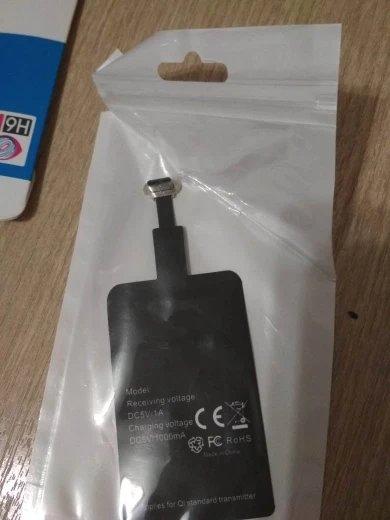 9H
Model
Receiving voltage
DC5V/1A
Charging voltage
DC5V/1000mA
CE
FC RoHS
Made in China
Applies for Qi standard transmitter